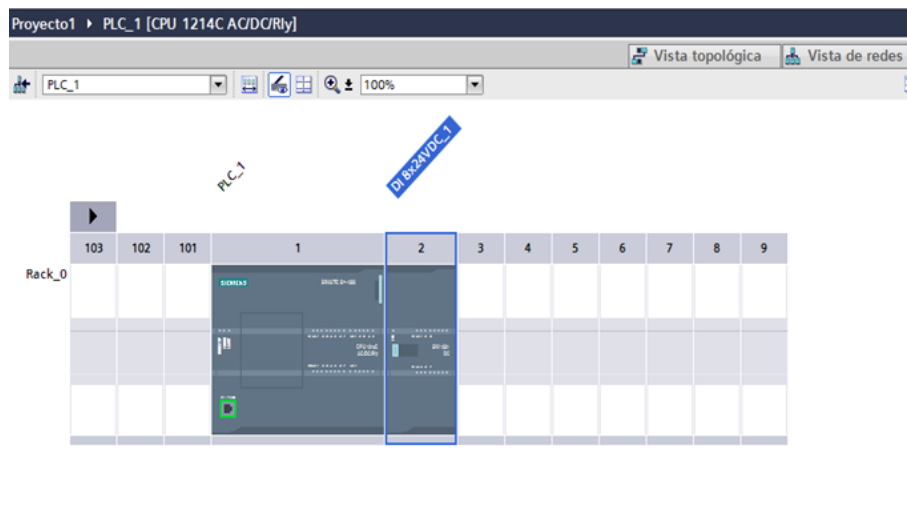 Proyecto1 ▸ PLC_1 [CPU 1214C AC/DC/Rly]
Vista topológica Vista de redes
PLC_1 100%
PLC_1 DI 8x24VDC_1
103 102 101 1 2 3 4 5 6 7 8 9
Rack_0
SIEMENS